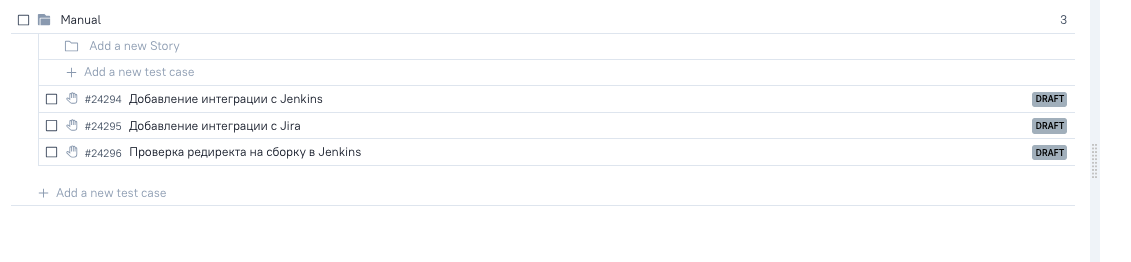 Manual 3
Add a new Story
Add a new test case
#24294 Добавление интеграции с Jenkins DRAFT
#24295 Добавление интеграции с Jira DRAFT
#24296 Проверка редиректа на сборку в Jenkins DRAFT
Add a new test case